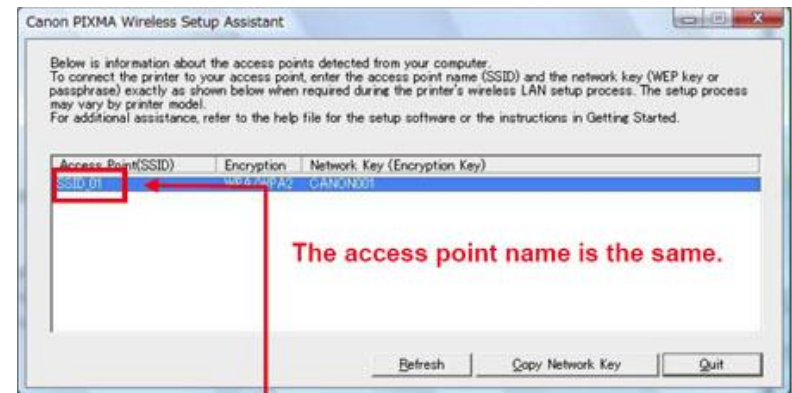 Canon PIXMA Wireless Setup Assistant
Below is information about the access points detected from your computer.
To connect the printer to your access point, enter the access point name (SSID) and the network key (WEP key or
passphrase) exactly as shown below when required during the printer's wireless LAN setup process. The setup process
may vary by printer model.
For additional assistance, refer to the help file for the setup software or the instructions in Getting Started.
Access Point(SSID) Encryption Network Key (Encryption Key)
SSID_01 WPA/WPA2 CANON001
The access point name is the same.
Refresh Copy Network Key Quit